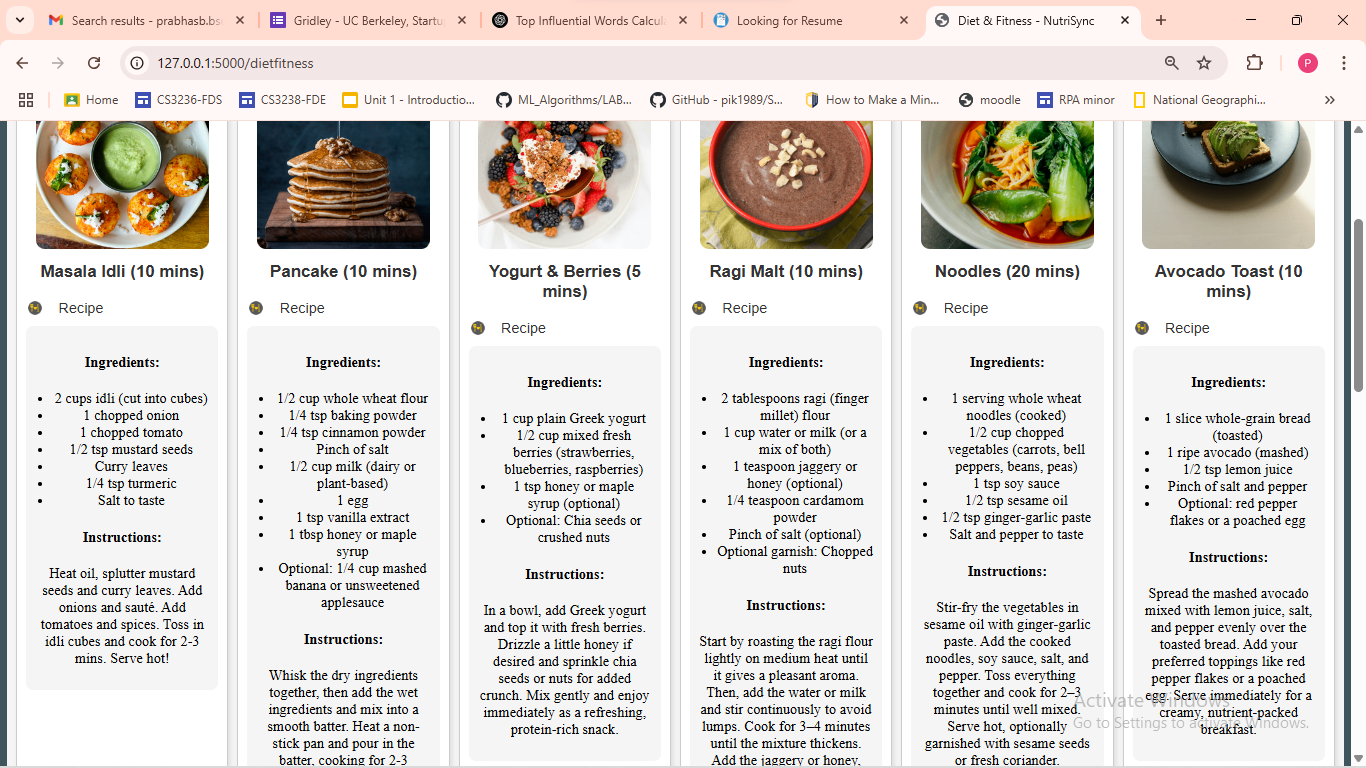 Search results - prabhasb.bs
Gridley - UC Berkeley, Startu
Top Influential Words Calcul
Looking for Resume
Diet & Fitness - NutriSync
127.0.0.1:5000/dietfitness
P
Home
CS3236-FDS
CS3238-FDE
Unit 1 - Introductio...
ML_Algorithms/LAB...
GitHub - pik1989/S...
How to Make a Min...
moodle
RPA minor
National Geographi...
Masala Idli (10 mins)
Recipe
Ingredients:
• 2 cups idli (cut into cubes)
• 1 chopped onion
• 1 chopped tomato
• 1/2 tsp mustard seeds
• Curry leaves
• 1/4 tsp turmeric
• Salt to taste
Instructions:
Heat oil, splutter mustard
seeds and curry leaves. Add
onions and sauté. Add
tomatoes and spices. Toss in
idli cubes and cook for 2-3
mins. Serve hot!
Pancake (10 mins)
Recipe
Ingredients:
• 1/2 cup whole wheat flour
• 1/4 tsp baking powder
• 1/4 tsp cinnamon powder
• Pinch of salt
• 1/2 cup milk (dairy or
plant-based)
• 1 egg
• 1 tsp vanilla extract
• 1 tbsp honey or maple
syrup
• Optional: 1/4 cup mashed
banana or unsweetened
applesauce
Instructions:
Whisk the dry ingredients
together, then add the wet
ingredients and mix into a
smooth batter. Heat a non-
stick pan and pour in the
batter, cooking for 2-3
Yogurt & Berries (5
mins)
Recipe
Ingredients:
• 1 cup plain Greek yogurt
• 1/2 cup mixed fresh
berries (strawberries,
blueberries, raspberries)
• 1 tsp honey or maple
syrup (optional)
• Optional: Chia seeds or
crushed nuts
Instructions:
In a bowl, add Greek yogurt
and top it with fresh berries.
Drizzle a little honey if
desired and sprinkle chia
seeds or nuts for added
crunch. Mix gently and enjoy
immediately as a refreshing,
protein-rich snack.
Ragi Malt (10 mins)
Recipe
Ingredients:
• 2 tablespoons ragi (finger
millet) flour
• 1 cup water or milk (or a
mix of both)
• 1 teaspoon jaggery or
honey (optional)
• 1/4 teaspoon cardamom
powder
• Pinch of salt (optional)
• Optional garnish: Chopped
nuts
Instructions:
Start by roasting the ragi flour
lightly on medium heat until
it gives a pleasant aroma.
Then, add the water or milk
and stir continuously to avoid
lumps. Cook for 3–4 minutes
until the mixture thickens.
Add the jaggery or honey,
Noodles (20 mins)
Recipe
Ingredients:
• 1 serving whole wheat
noodles (cooked)
• 1/2 cup chopped
vegetables (carrots, bell
peppers, beans, peas)
• 1 tsp soy sauce
• 1/2 tsp sesame oil
• 1/2 tsp ginger-garlic paste
• Salt and pepper to taste
Instructions:
Stir-fry the vegetables in
sesame oil with ginger-garlic
paste. Add the cooked
noodles, soy sauce, salt, and
pepper. Toss everything
together and cook for 2–3
minutes until well mixed.
Serve hot, optionally
garnished with sesame seeds
or fresh coriander.
Avocado Toast (10
mins)
Recipe
Ingredients:
• 1 slice whole-grain bread
(toasted)
• 1 ripe avocado (mashed)
• 1/2 tsp lemon juice
• Pinch of salt and pepper
• Optional: red pepper
flakes or a poached egg
Instructions:
Spread the mashed avocado
mixed with lemon juice, salt,
and pepper evenly over the
toasted bread. Add your
preferred toppings like red
pepper flakes or a poached
egg. Serve immediately for a
creamy, nutrient-packed
breakfast.
Activate Windows
Go to Settings to activate Windows.